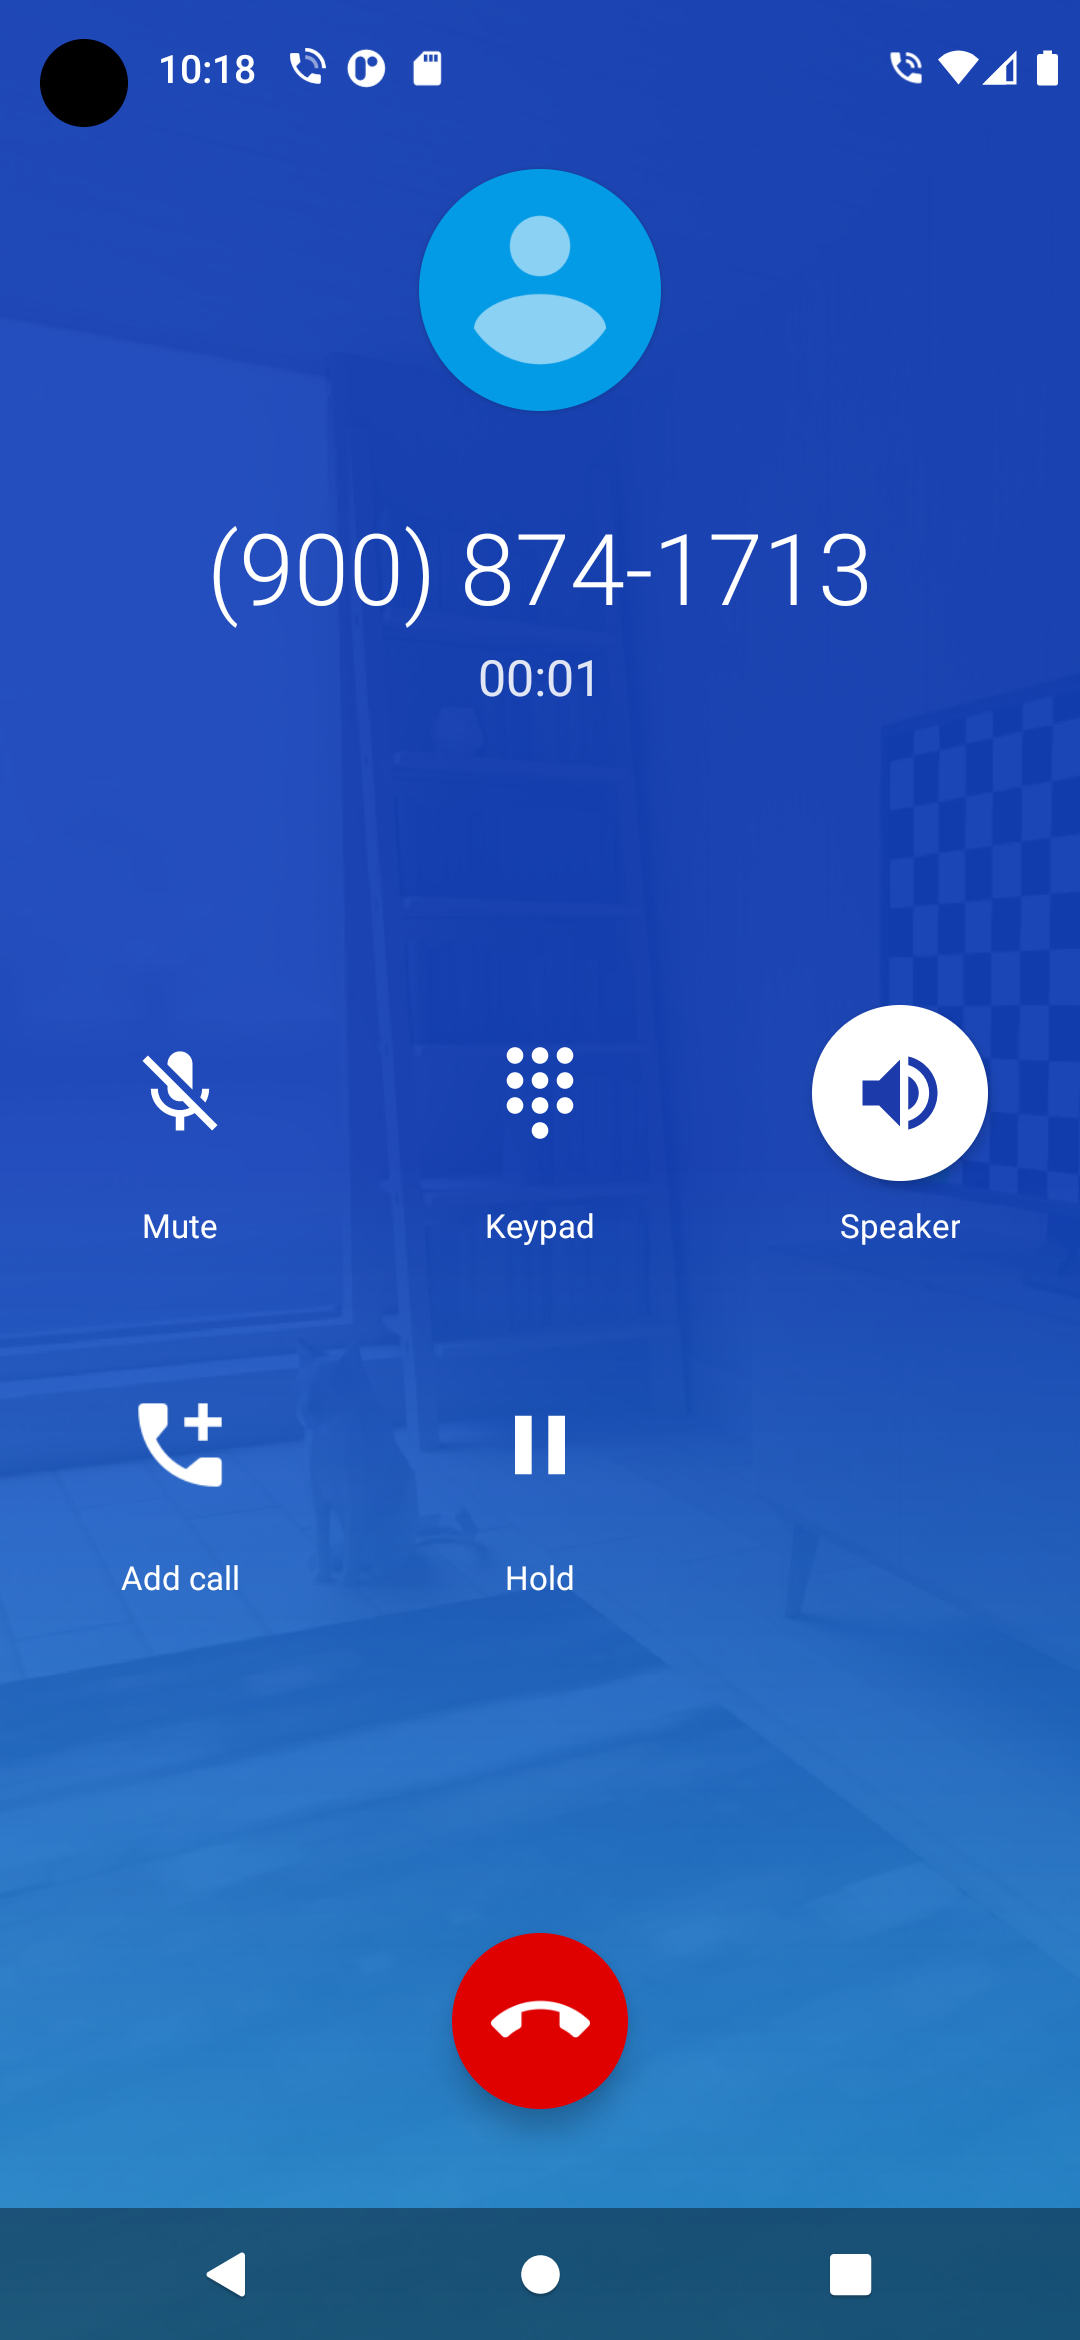 10:18
(900) 874-1713
00:01
Mute
Keypad
Speaker
Add call
Hold